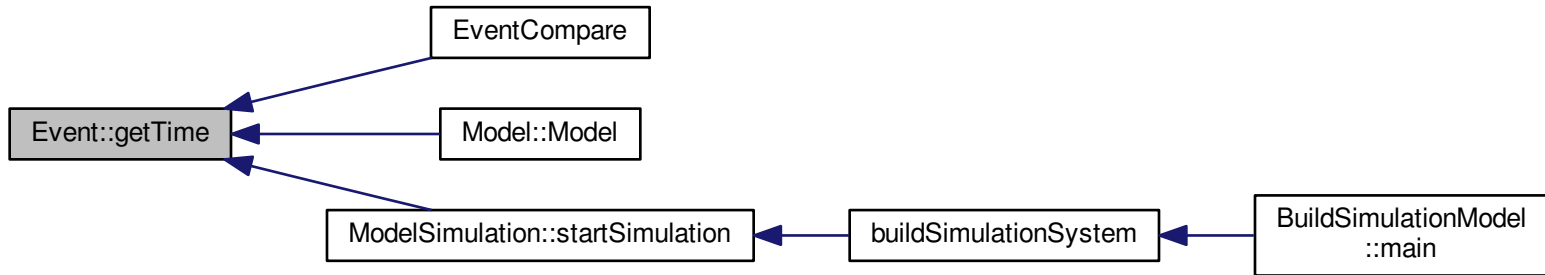 EventCompare
Event::getTime
Model::Model
ModelSimulation::startSimulation
buildSimulationSystem
BuildSimulationModel
::main